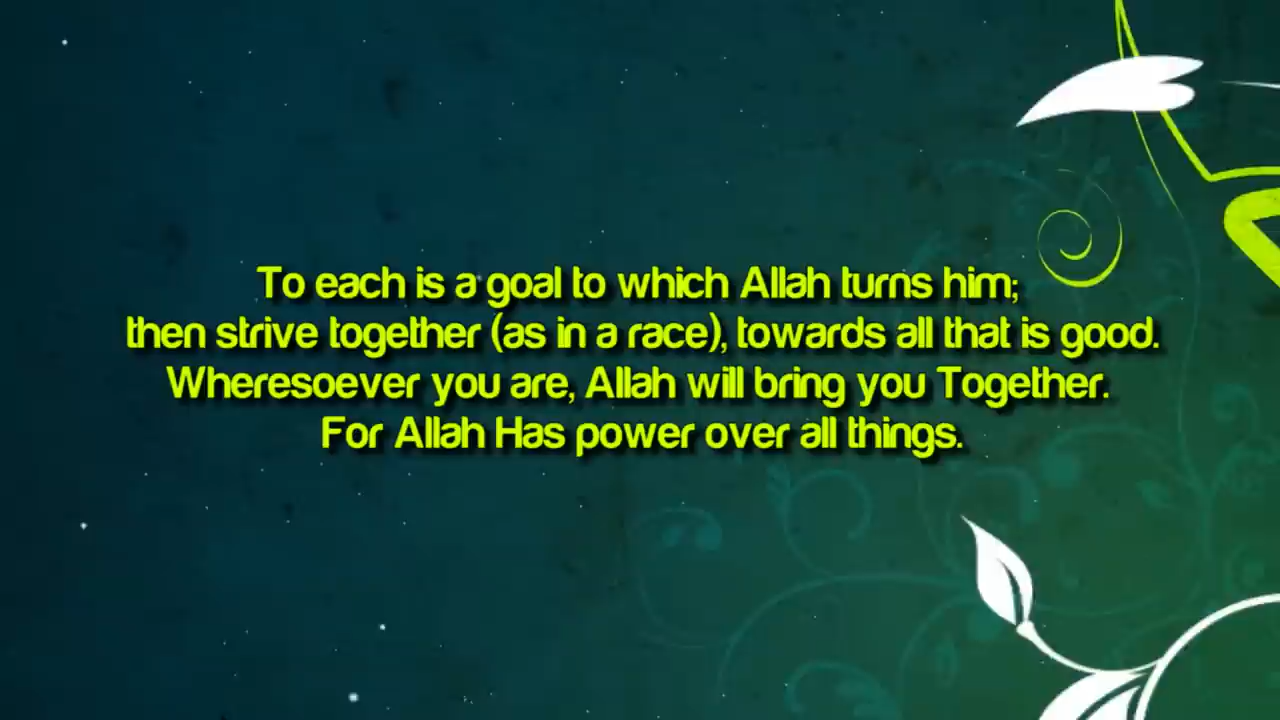 To each is a goal to which Allah turns him;
then strive together (as in a race), towards all that is good.
Wheresoever you are, Allah will bring you Together.
For Allah Has power over all things.